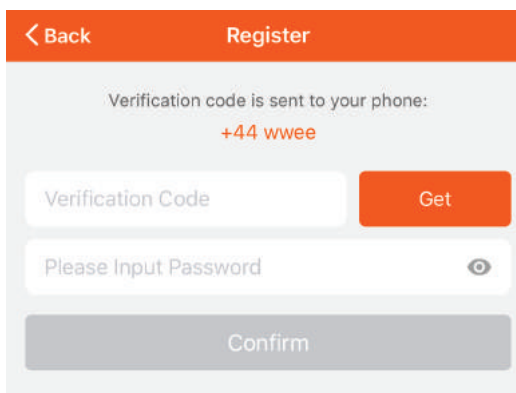 Back
Register
Verification code is sent to your phone:
+44 wwee
Verification Code
Get
Please Input Password
Confirm